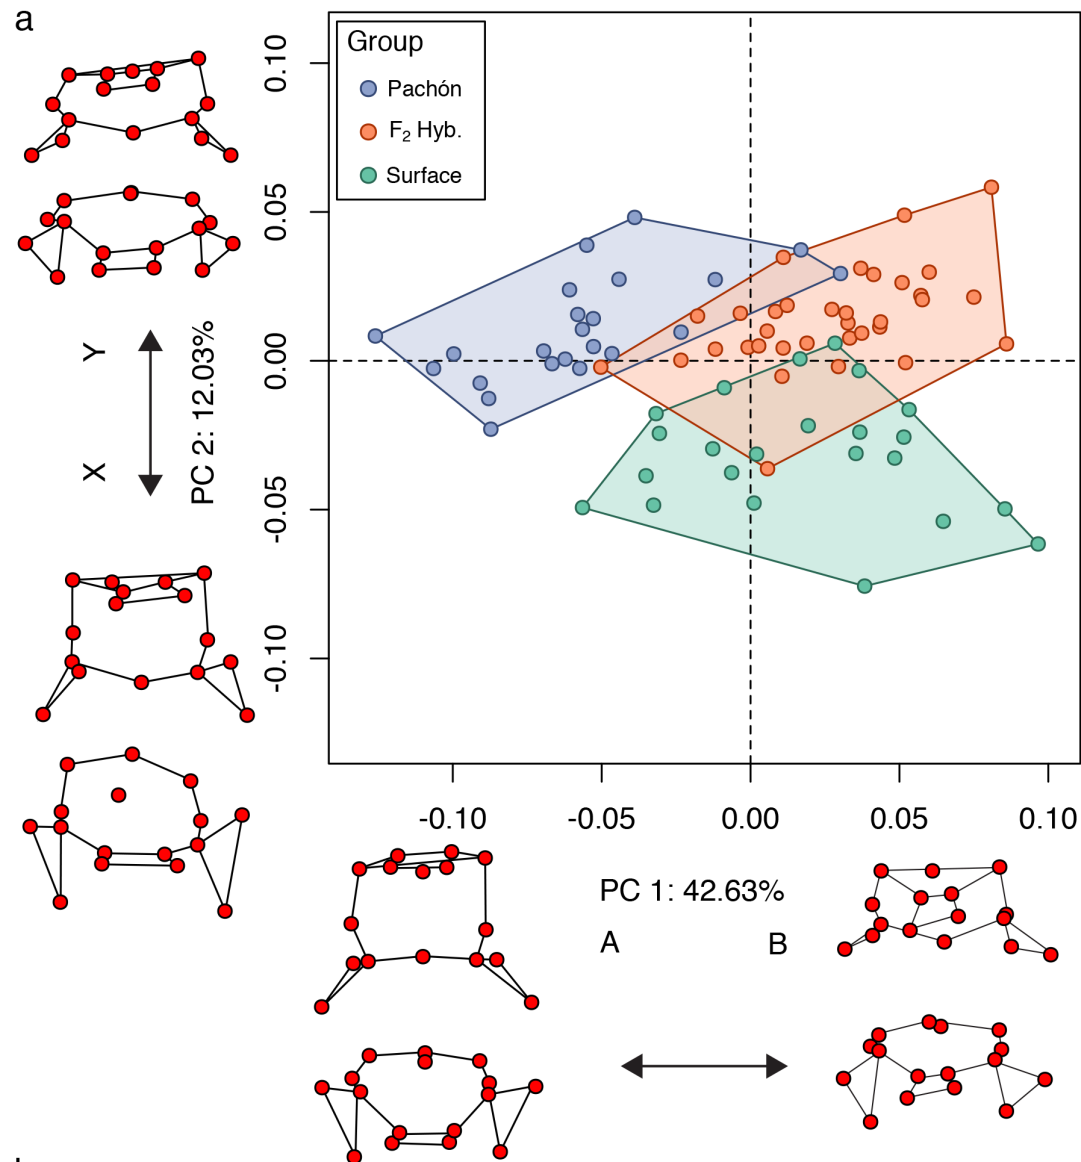 a
Group
Pachón
F₂ Hyb.
Surface
0.10
0.05
0.00
-0.05
-0.10
Y
X
PC 2: 12.03%
-0.10 -0.05 0.00 0.05 0.10
PC 1: 42.63%
A B